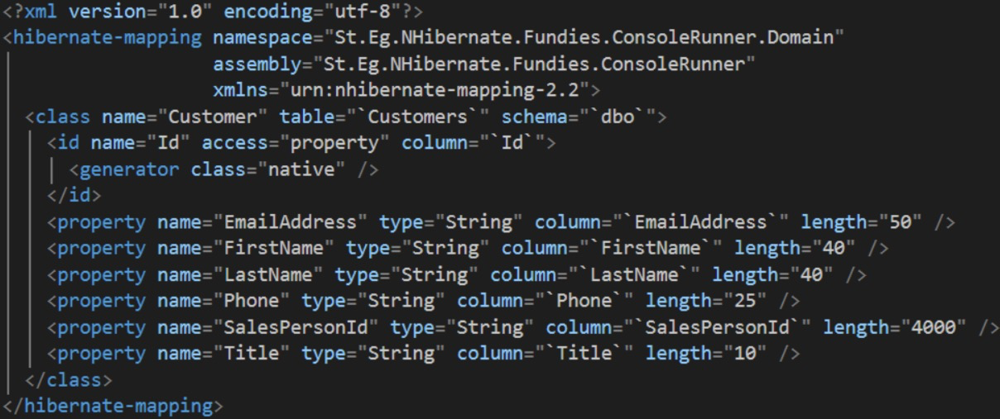 <?xml version="1.0" encoding="utf-8"?>
<hibernate-mapping namespace="St.Eg.NHibernate.Fundies.ConsoleRunner.Domain"
                   assembly="St.Eg.NHibernate.Fundies.ConsoleRunner"
                   xmlns="urn:nhibernate-mapping-2.2">
  <class name="Customer" table="`Customers`" schema="`dbo`">
    <id name="Id" access="property" column="`Id`">
      <generator class="native" />
    </id>
    <property name="EmailAddress" type="String" column="`EmailAddress`" length="50" />
    <property name="FirstName" type="String" column="`FirstName`" length="40" />
    <property name="LastName" type="String" column="`LastName`" length="40" />
    <property name="Phone" type="String" column="`Phone`" length="25" />
    <property name="SalesPersonId" type="String" column="`SalesPersonId`" length="4000" />
    <property name="Title" type="String" column="`Title`" length="10" />
  </class>
</hibernate-mapping>